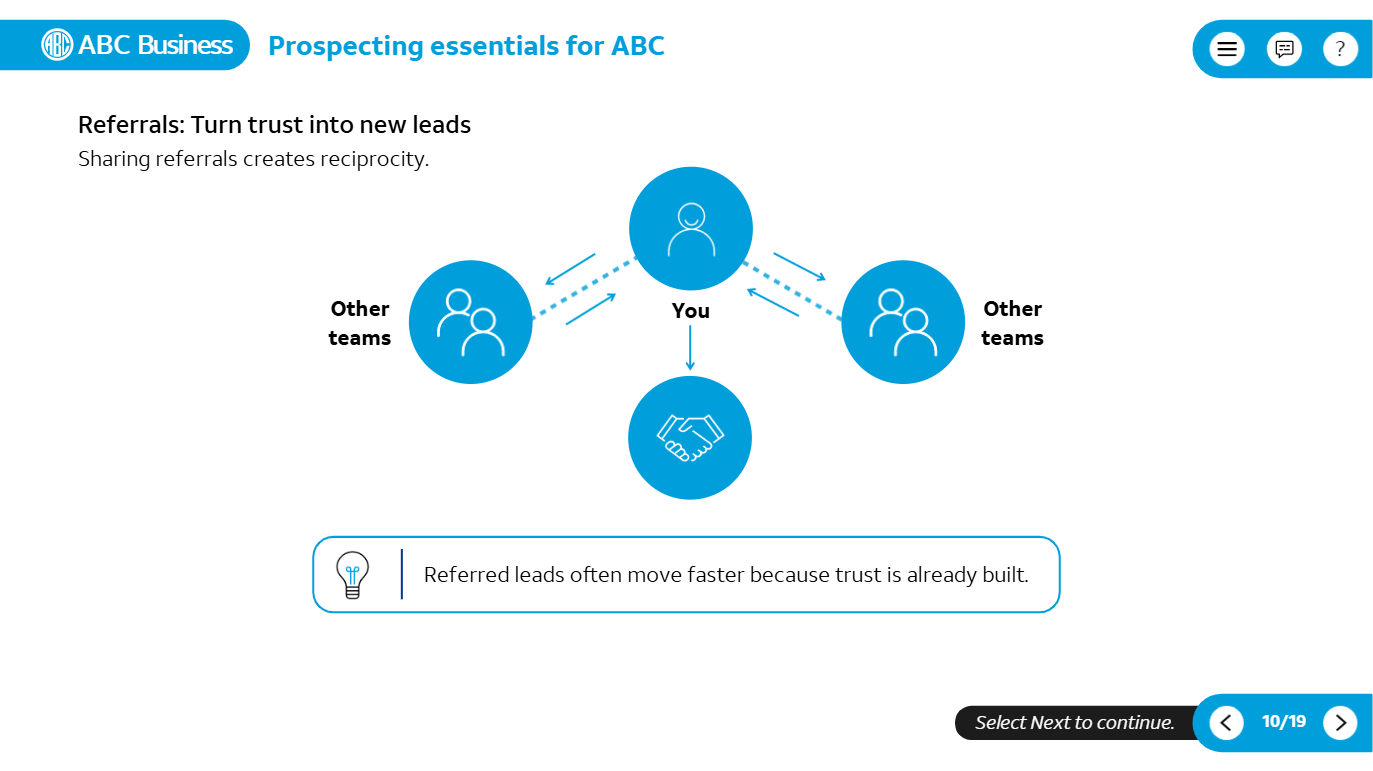 ABC
ABC Business
Prospecting essentials for ABC
?
Referrals: Turn trust into new leads
Sharing referrals creates reciprocity.
Other
teams
You
Other
teams
Referred leads often move faster because trust is already built.
Select Next to continue.
10/19